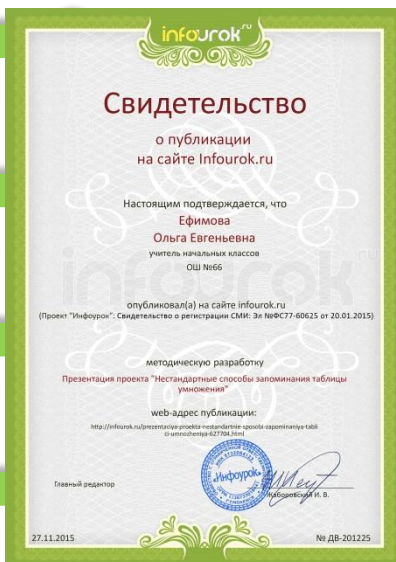 infourok™
Свидетельство
о публикации
на сайте Infourok.ru
Настоящим подтверждается, что
Ефимова
Ольга Евгеньевна
учитель начальных классов
ОШ №66
опубликовал(а) на сайте infourok.ru
(Проект "Инфоурок": Свидетельство о регистрации СМИ: Эл №ФС77-60625 от 20.01.2015)
методическую разработку
Презентация проекта "Нестандартные способы запоминания таблицы
умножения"
web-адрес публикации:
http://infourok.ru/prezentaciya-proekta-nestandartnie-sposobi-zapominaniya-tabli
ci-umnozheniya-627704.html
«Инфоурок»
Главный редактор
Жаборовский И. В.
27.11.2015
№ ДВ-201225